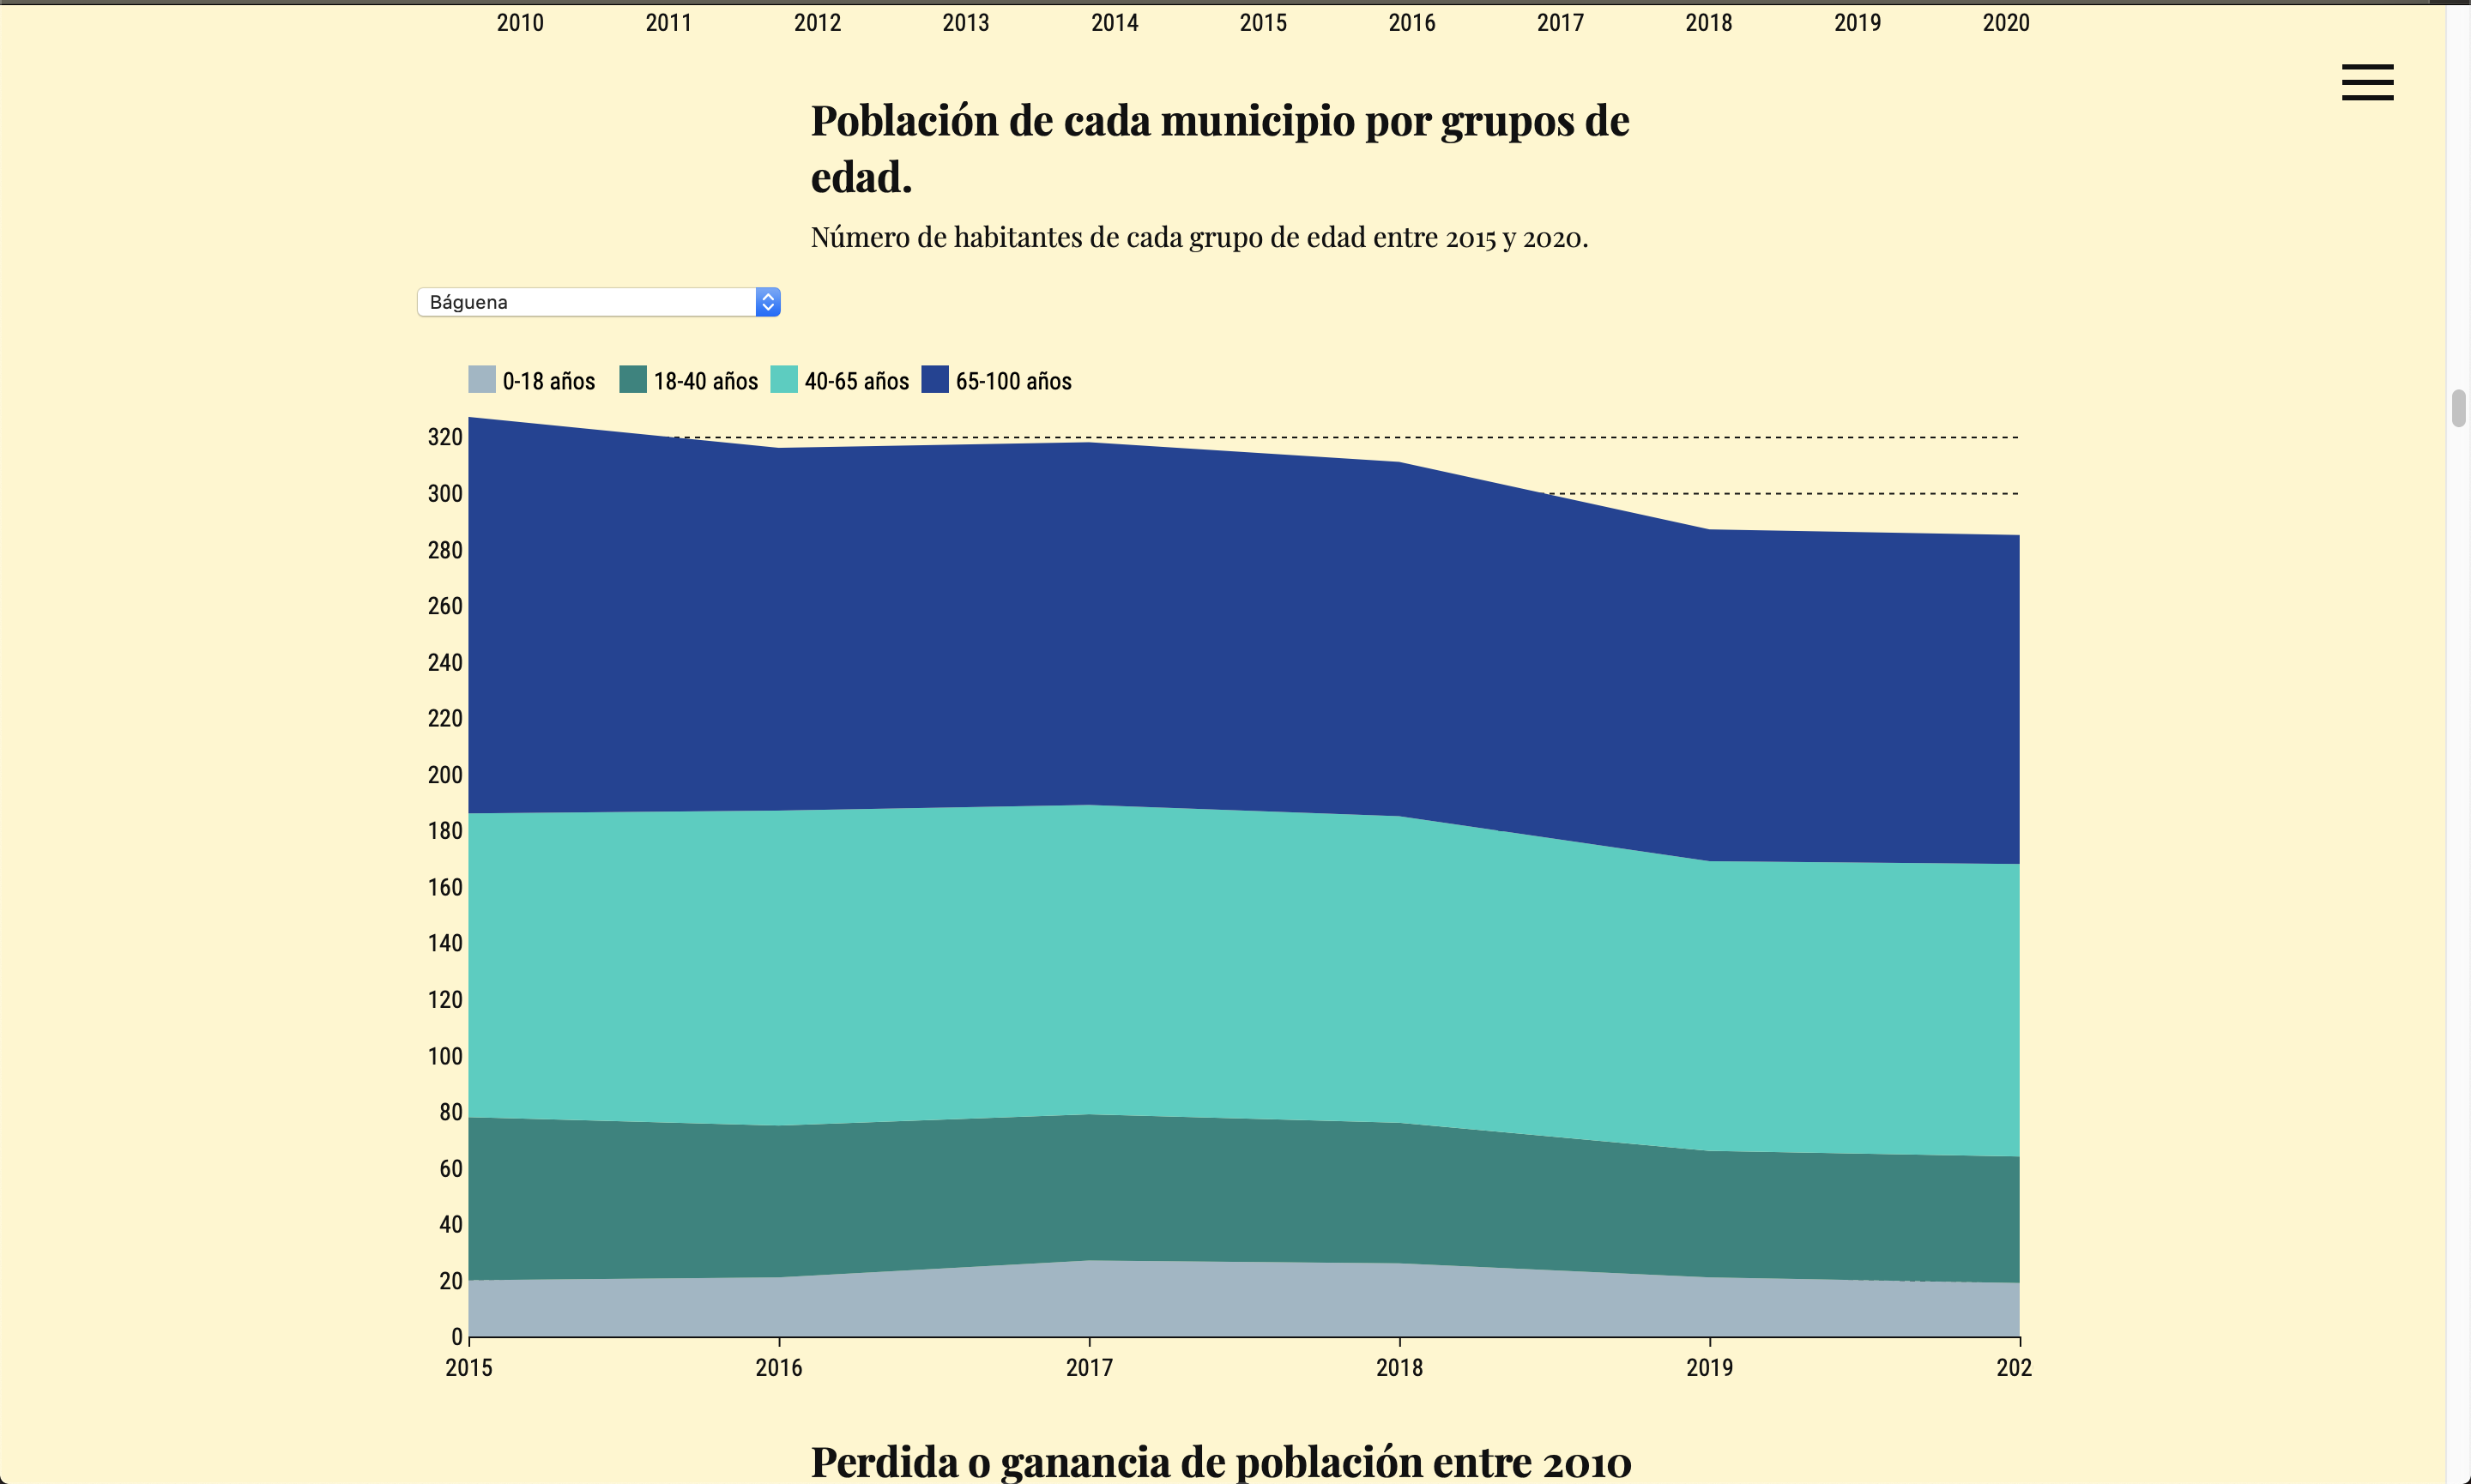 2010 2011 2012 2013 2014 2015 2016 2017 2018 2019 2020
Población de cada municipio por grupos de
edad.
Número de habitantes de cada grupo de edad entre 2015 y 2020.
Báguena
0-18 años 18-40 años 40-65 años 65-100 años
320
300
280
260
240
220
200
180
160
140
120
100
80
60
40
20
0
2015 2016 2017 2018 2019 202
Perdida o ganancia de población entre 2010